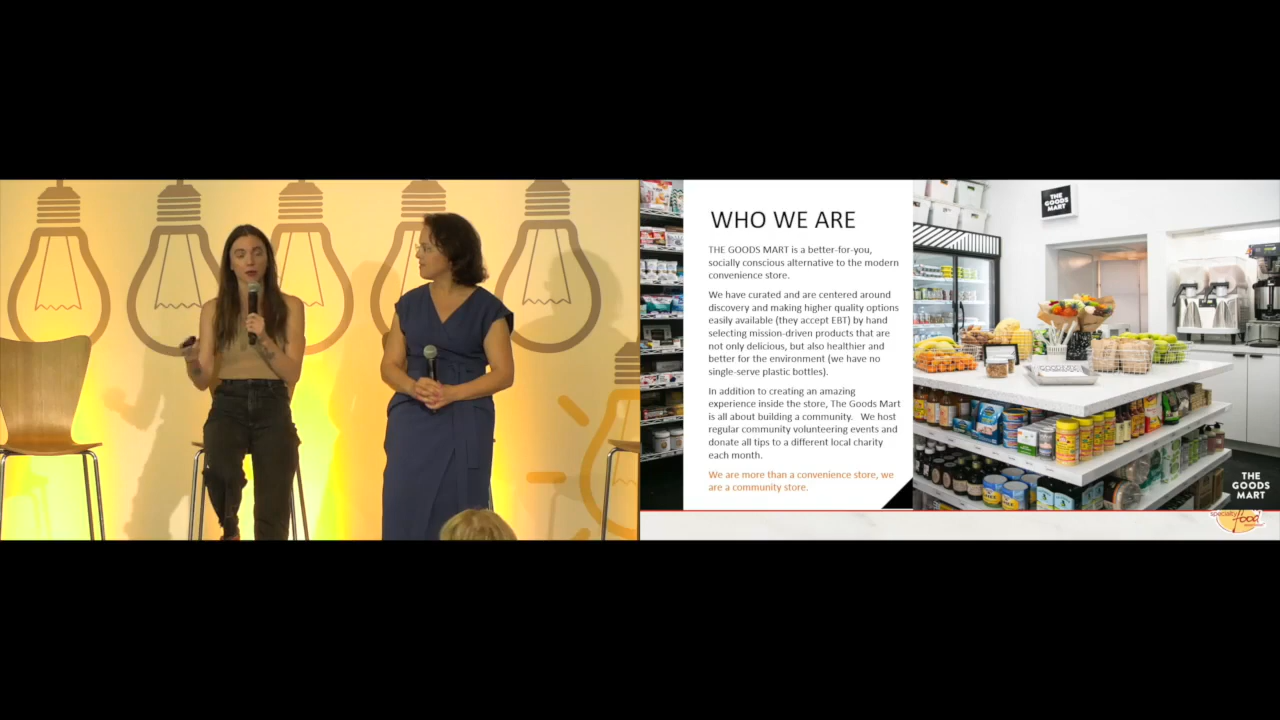 WHO WE ARE
THE GOODS MART is a better-for-you,
socially conscious alternative to the modern
convenience store.
We have curated and are centered around
discovery and making higher quality options
easily available (they accept EBT) by hand
selecting mission-driven products that are
not only delicious, but also healthier and
better for the environment (we have no
single-serve plastic bottles).
In addition to creating an amazing
experience inside the store, The Goods Mart
is all about building a community.   We host
regular community volunteering events and
donate all tips to a different local charity
each month.
We are more than a convenience store, we
are a community store.
THE
GOODS
MART
THE
GOODS
MART
specialty
food